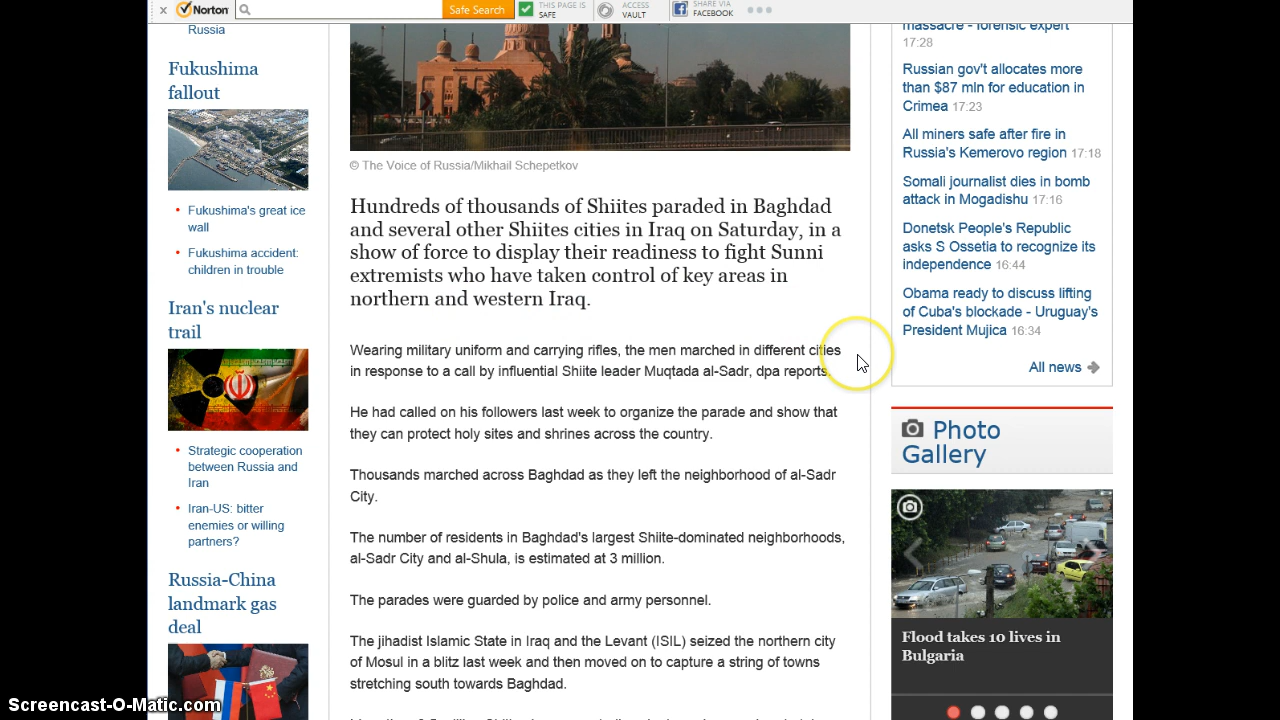 Norton
Safe Search
THIS PAGE IS
SAFE
ACCESS
VAULT
SHARE VIA
FACEBOOK
Russia
Fukushima
fallout
• Fukushima's great ice
wall
• Fukushima accident:
children in trouble
Iran's nuclear
trail
• Strategic cooperation
between Russia and
Iran
• Iran-US: bitter
enemies or willing
partners?
Russia-China
landmark gas
deal
© The Voice of Russia/Mikhail Schepetkov
Hundreds of thousands of Shiites paraded in Baghdad
and several other Shiites cities in Iraq on Saturday, in a
show of force to display their readiness to fight Sunni
extremists who have taken control of key areas in
northern and western Iraq.
Wearing military uniform and carrying rifles, the men marched in different cities
in response to a call by influential Shiite leader Muqtada al-Sadr, dpa reports.
He had called on his followers last week to organize the parade and show that
they can protect holy sites and shrines across the country.
Thousands marched across Baghdad as they left the neighborhood of al-Sadr
City.
The number of residents in Baghdad's largest Shiite-dominated neighborhoods,
al-Sadr City and al-Shula, is estimated at 3 million.
The parades were guarded by police and army personnel.
The jihadist Islamic State in Iraq and the Levant (ISIL) seized the northern city
of Mosul in a blitz last week and then moved on to capture a string of towns
stretching south towards Baghdad.
massacre - forensic expert
17:28
Russian gov't allocates more
than $87 mln for education in
Crimea 17:23
All miners safe after fire in
Russia's Kemerovo region 17:18
Somali journalist dies in bomb
attack in Mogadishu 17:16
Donetsk People's Republic
asks S Ossetia to recognize its
independence 16:44
Obama ready to discuss lifting
of Cuba's blockade - Uruguay's
President Mujica 16:34
All news
Photo
Gallery
Flood takes 10 lives in
Bulgaria
Screencast-O-Matic.com